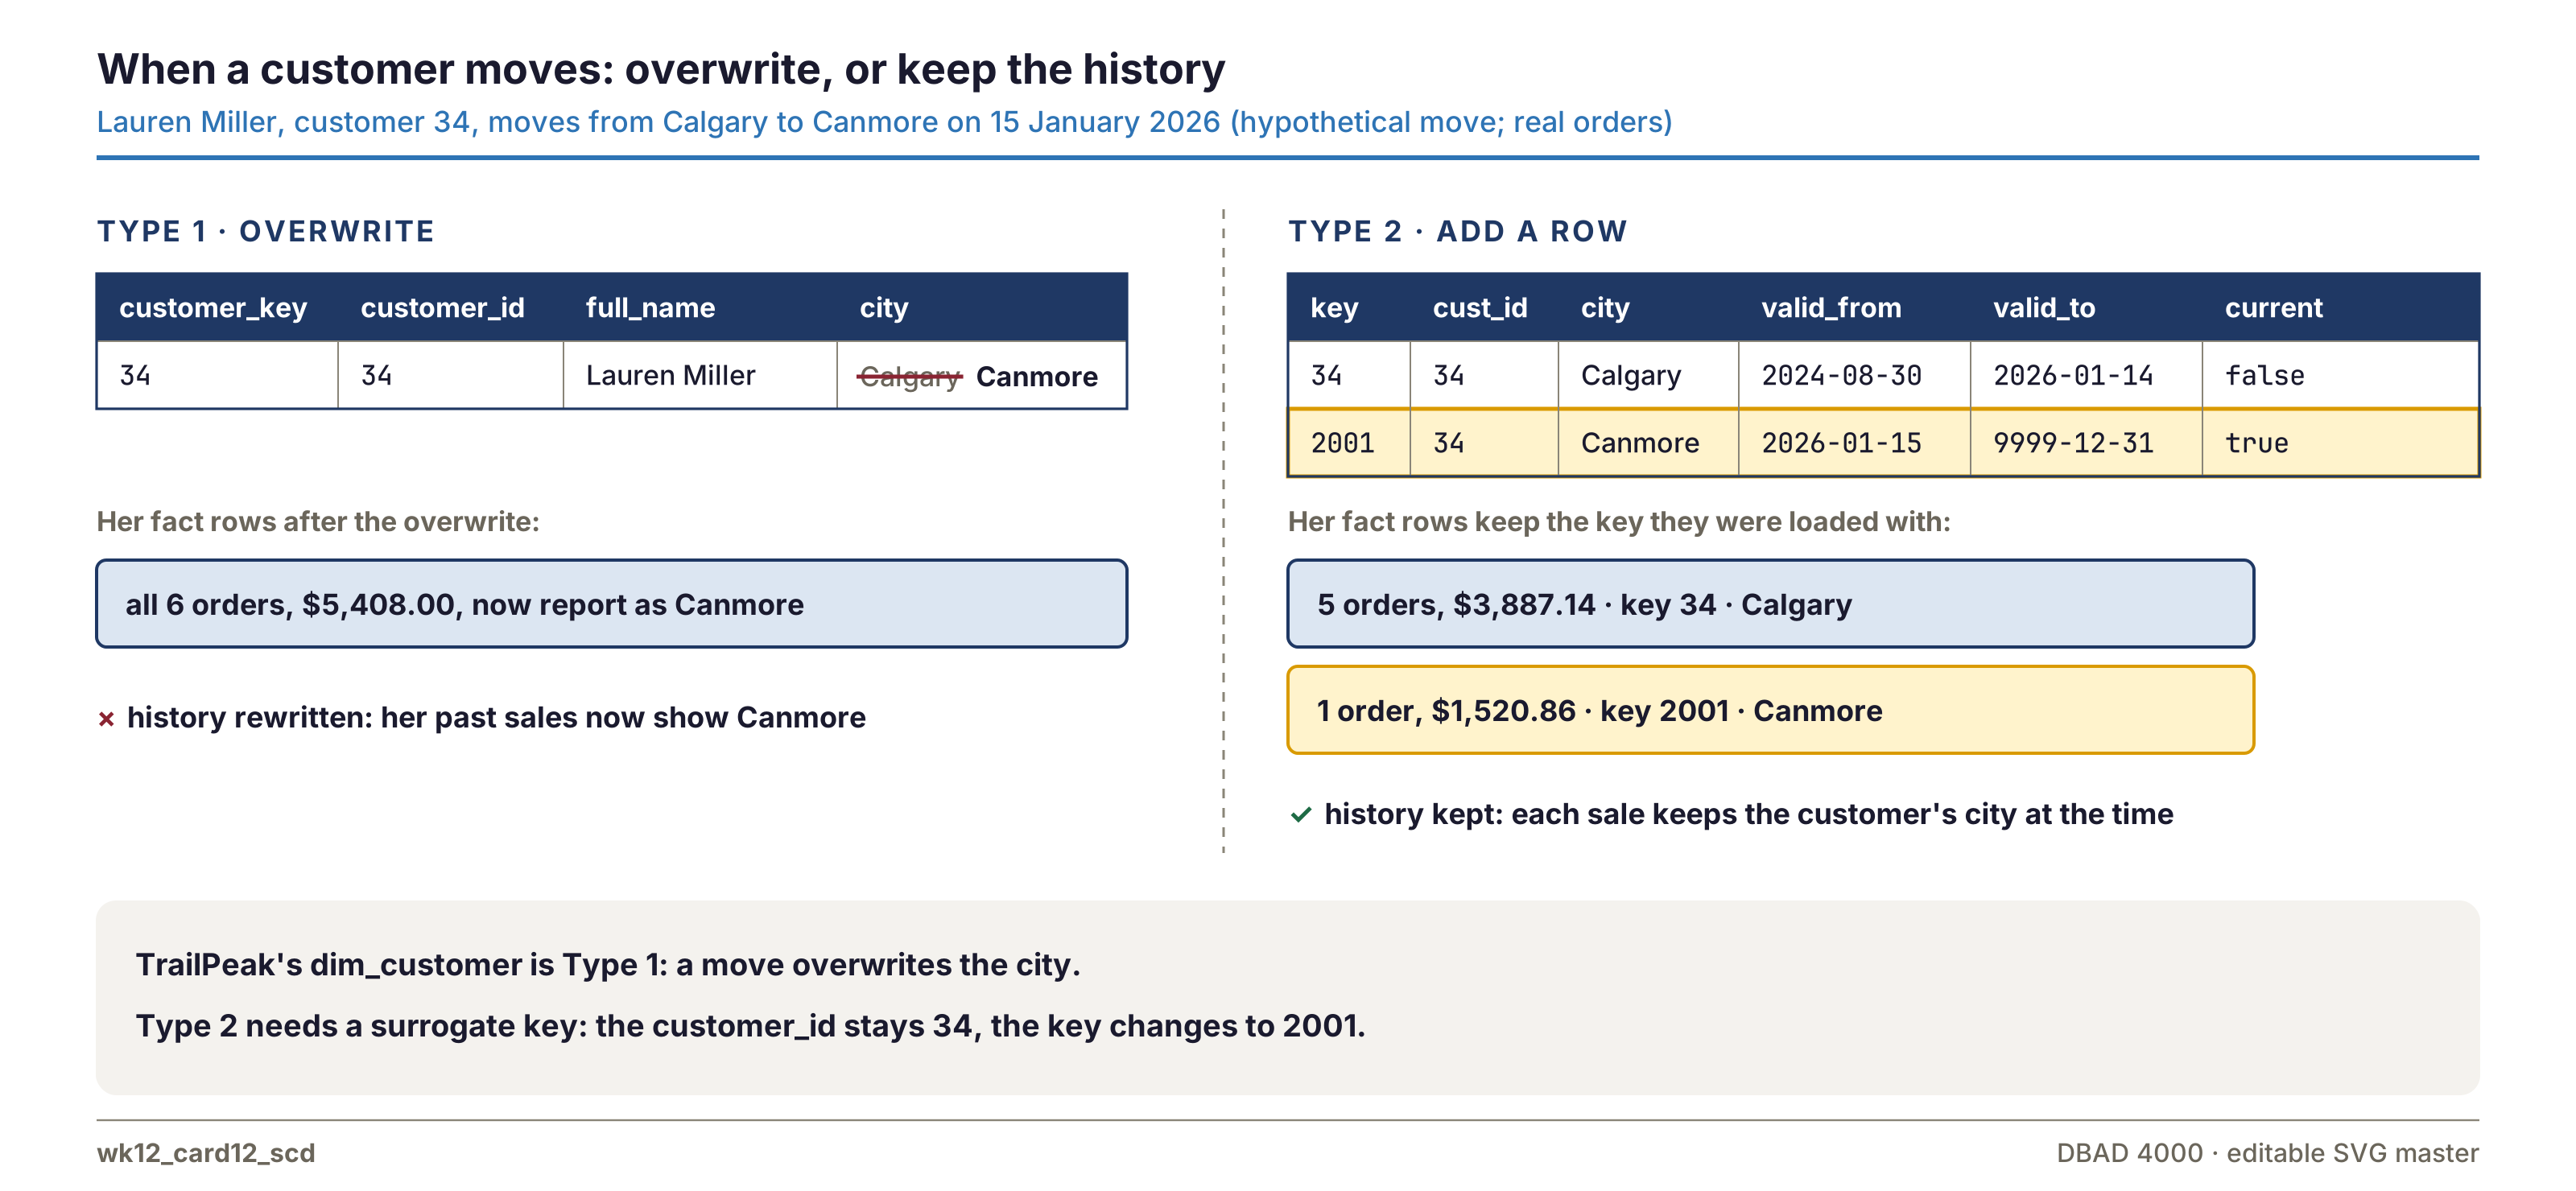 When a customer moves: overwrite, or keep the history
Lauren Miller, customer 34, moves from Calgary to Canmore on 15 January 2026 (hypothetical move; real orders)
TYPE 1 · OVERWRITE
customer_key customer_id full_name city
34 34 Lauren Miller Calgary Canmore
Her fact rows after the overwrite:
all 6 orders, $5,408.00, now report as Canmore
× history rewritten: her past sales now show Canmore
TYPE 2 · ADD A ROW
key cust_id city valid_from valid_to current
34 34 Calgary 2024-08-30 2026-01-14 false
2001 34 Canmore 2026-01-15 9999-12-31 true
Her fact rows keep the key they were loaded with:
5 orders, $3,887.14 · key 34 · Calgary
1 order, $1,520.86 · key 2001 · Canmore
✓ history kept: each sale keeps the customer's city at the time
TrailPeak's dim_customer is Type 1: a move overwrites the city.
Type 2 needs a surrogate key: the customer_id stays 34, the key changes to 2001.
wk12_card12_scd
DBAD 4000 · editable SVG master